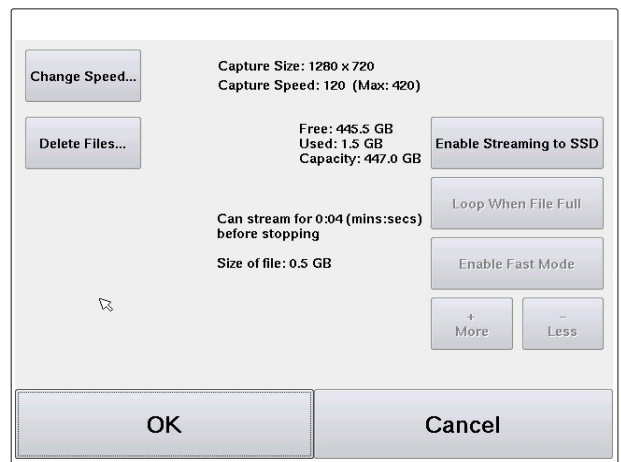 Change Speed...
Capture Size: 1280 x 720
Capture Speed: 120 (Max: 420)
Delete Files...
Free: 445.5 GB
Used: 1.5 GB
Capacity: 447.0 GB
Enable Streaming to SSD
Loop When File Full
Can stream for 0:04 (mins:secs)
before stopping
Size of file: 0.5 GB
Enable Fast Mode
+
More
–
Less
OK
Cancel